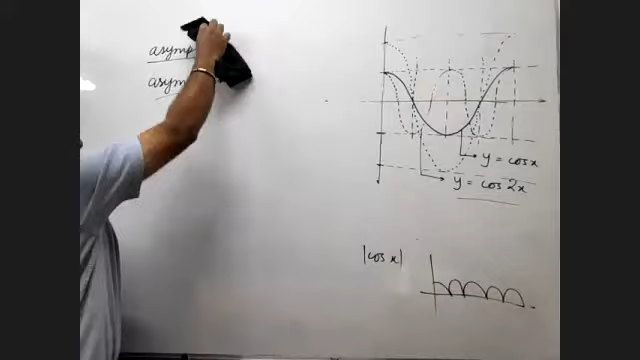 asymp
asym
y = cos x
y = cos 2x
|cos x|